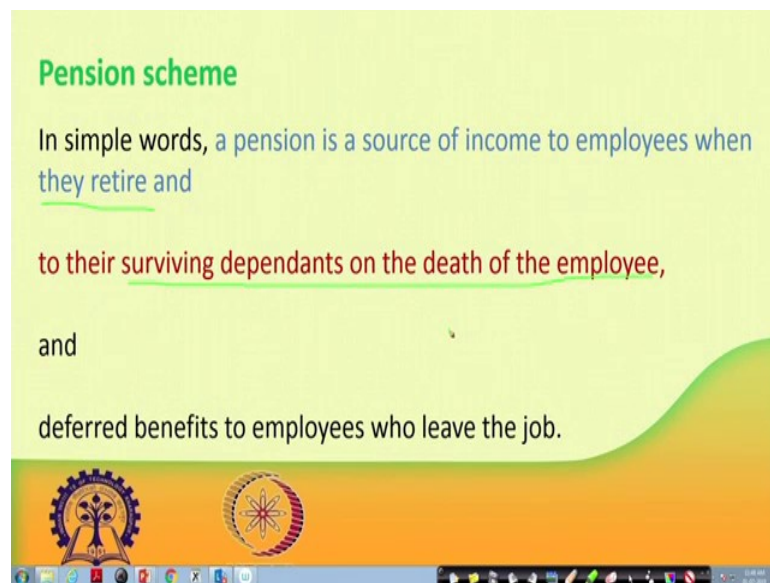 Pension scheme
In simple words, a pension is a source of income to employees when
they retire and
to their surviving dependants on the death of the employee,
and
deferred benefits to employees who leave the job.